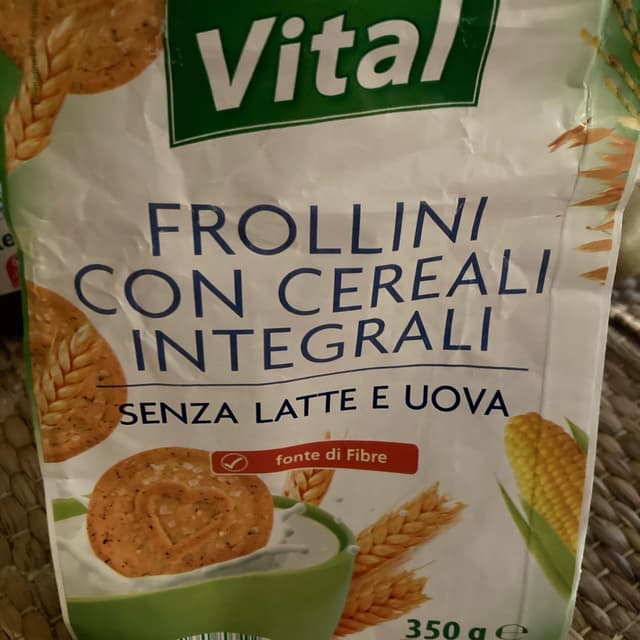 Vital
FROLLINI
CON CEREALI
INTEGRALI
SENZA LATTE E UOVA
fonte di Fibre
350 g e